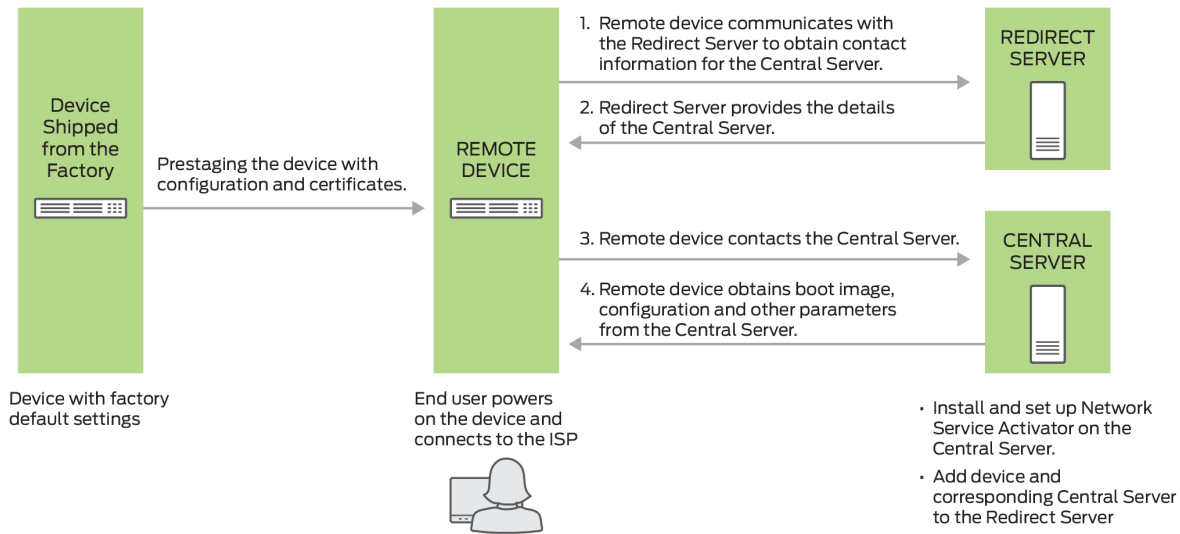 Device
Shipped
from the
Factory
Prestaging the device with
configuration and certificates.
Device with factory
default settings
REMOTE
DEVICE
End user powers
on the device and
connects to the ISP
1. Remote device communicates with
the Redirect Server to obtain contact
information for the Central Server.
2. Redirect Server provides the details
of the Central Server.
3. Remote device contacts the Central Server.
4. Remote device obtains boot image,
configuration and other parameters
from the Central Server.
REDIRECT
SERVER
CENTRAL
SERVER
· Install and set up Network
Service Activator on the
Central Server.
· Add device and
corresponding Central Server
to the Redirect Server